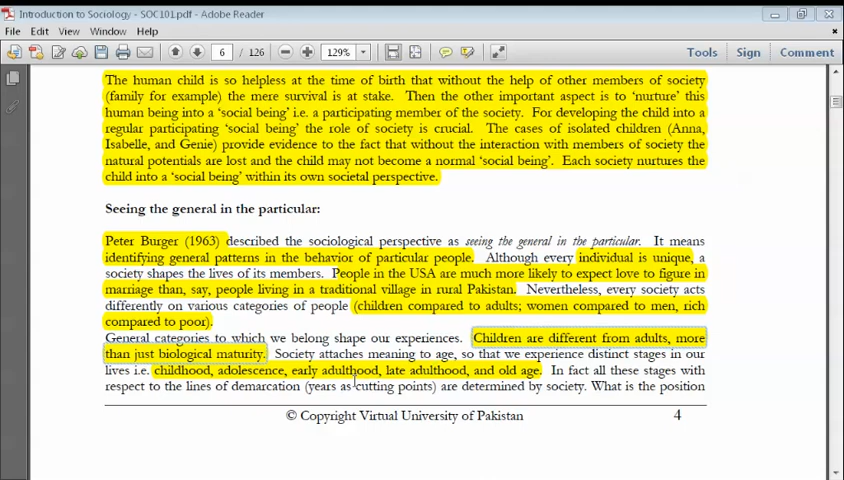 Introduction to Sociology - SOC101.pdf - Adobe Reader
File Edit View Window Help
6 / 126 129% Tools Sign Comment
The human child is so helpless at the time of birth that without the help of other members of society
(family for example) the mere survival is at stake. Then the other important aspect is to ‘nurture’ this
human being into a ‘social being’ i.e. a participating member of the society. For developing the child into a
regular participating ‘social being’ the role of society is crucial. The cases of isolated children (Anna,
Isabelle, and Genie) provide evidence to the fact that without the interaction with members of society the
natural potentials are lost and the child may not become a normal ‘social being’. Each society nurtures the
child into a ‘social being’ within its own societal perspective.
Seeing the general in the particular:
Peter Burger (1963) described the sociological perspective as seeing the general in the particular. It means
identifying general patterns in the behavior of particular people. Although every individual is unique, a
society shapes the lives of its members. People in the USA are much more likely to expect love to figure in
marriage than, say, people living in a traditional village in rural Pakistan. Nevertheless, every society acts
differently on various categories of people (children compared to adults; women compared to men, rich
compared to poor).
General categories to which we belong shape our experiences. Children are different from adults, more
than just biological maturity. Society attaches meaning to age, so that we experience distinct stages in our
lives i.e. childhood, adolescence, early adulthood, late adulthood, and old age. In fact all these stages with
respect to the lines of demarcation (years as cutting points) are determined by society. What is the position
© Copyright Virtual University of Pakistan 4